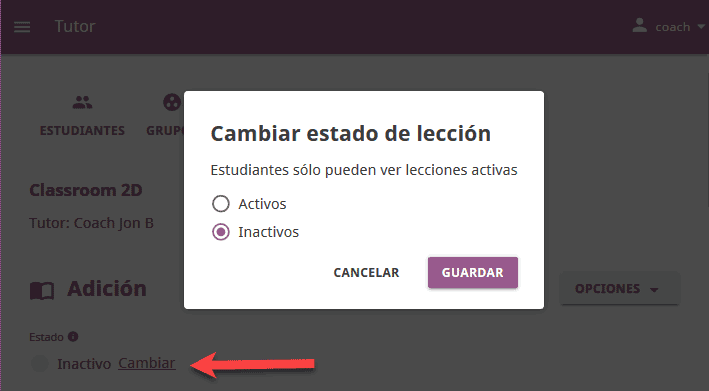 Tutor
coach
ESTUDIANTES
Cambiar estado de lección
Estudiantes sólo pueden ver lecciones activas
Activos
Inactivos
CANCELAR
GUARDAR
Classroom 2D
Tutor: Coach Jon B
Adición
OPCIONES
Estado
Inactivo Cambiar